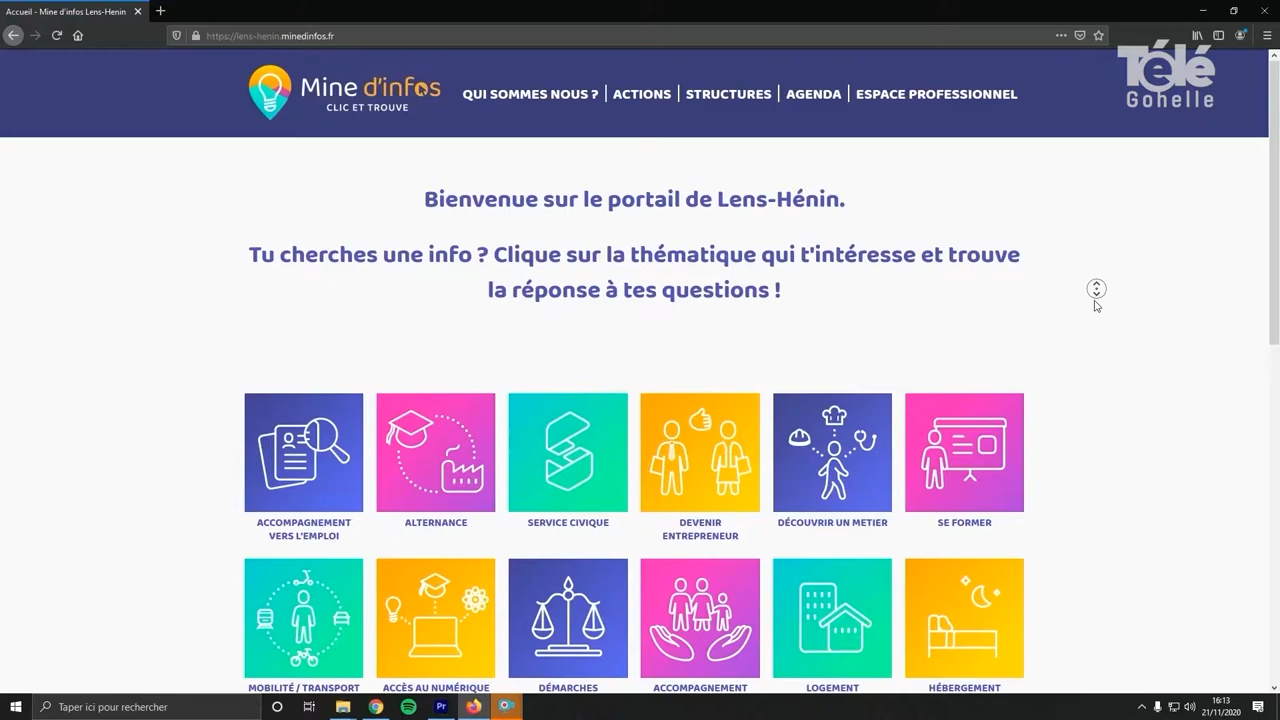 Accueil - Mine d'infos Lens-Henin
https://lens-henin.minedinfos.fr
Télé
Gohelle
Mine d'infos
CLIC ET TROUVE
QUI SOMMES NOUS ? | ACTIONS | STRUCTURES | AGENDA | ESPACE PROFESSIONNEL
Bienvenue sur le portail de Lens-Hénin.
Tu cherches une info ? Clique sur la thématique qui t'intéresse et trouve
la réponse à tes questions !
ACCOMPAGNEMENT
VERS L'EMPLOI
ALTERNANCE
SERVICE CIVIQUE
DEVENIR
ENTREPRENEUR
DÉCOUVRIR UN METIER
SE FORMER
MOBILITÉ / TRANSPORT
ACCÈS AU NUMÉRIQUE
DÉMARCHES
ACCOMPAGNEMENT
LOGEMENT
HÉBERGEMENT
Taper ici pour rechercher
Pr
16:13
21/11/2020